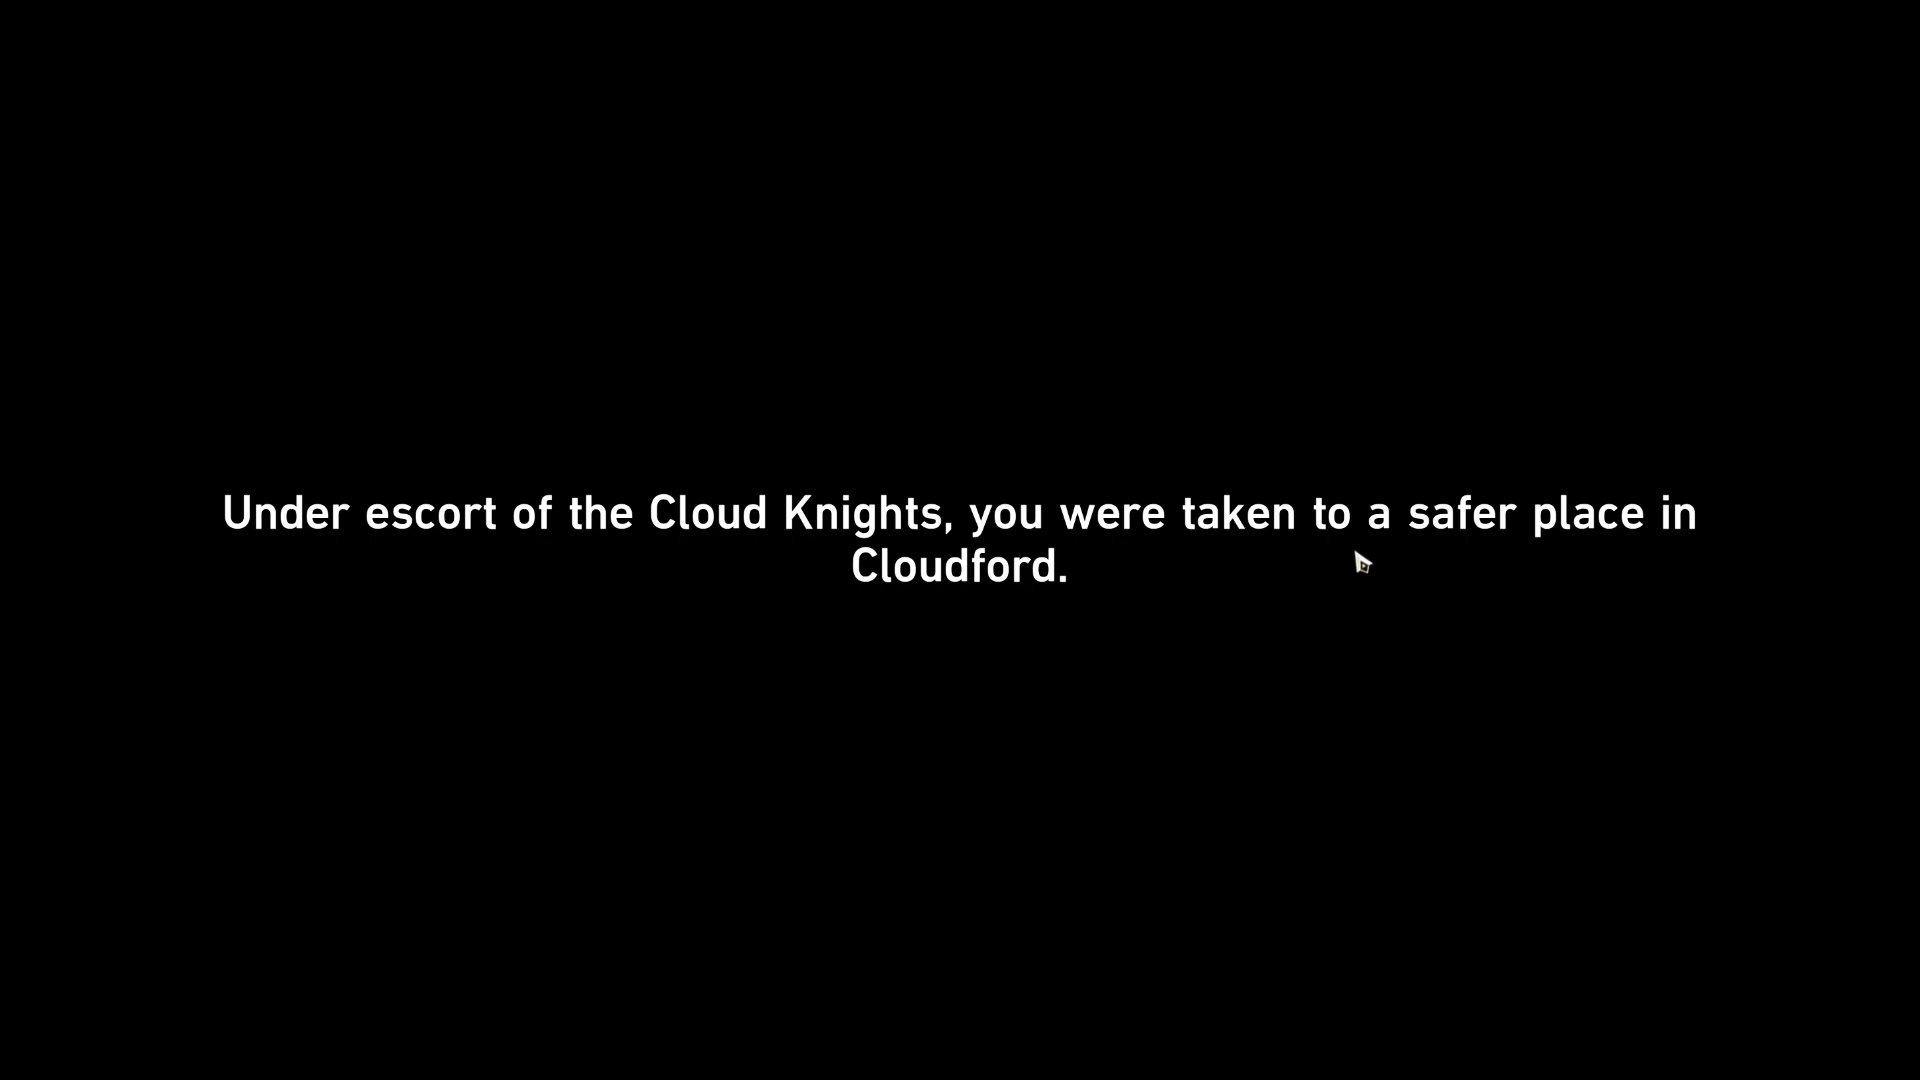 Under escort of the Cloud Knights, you were taken to a safer place in
Cloudford.